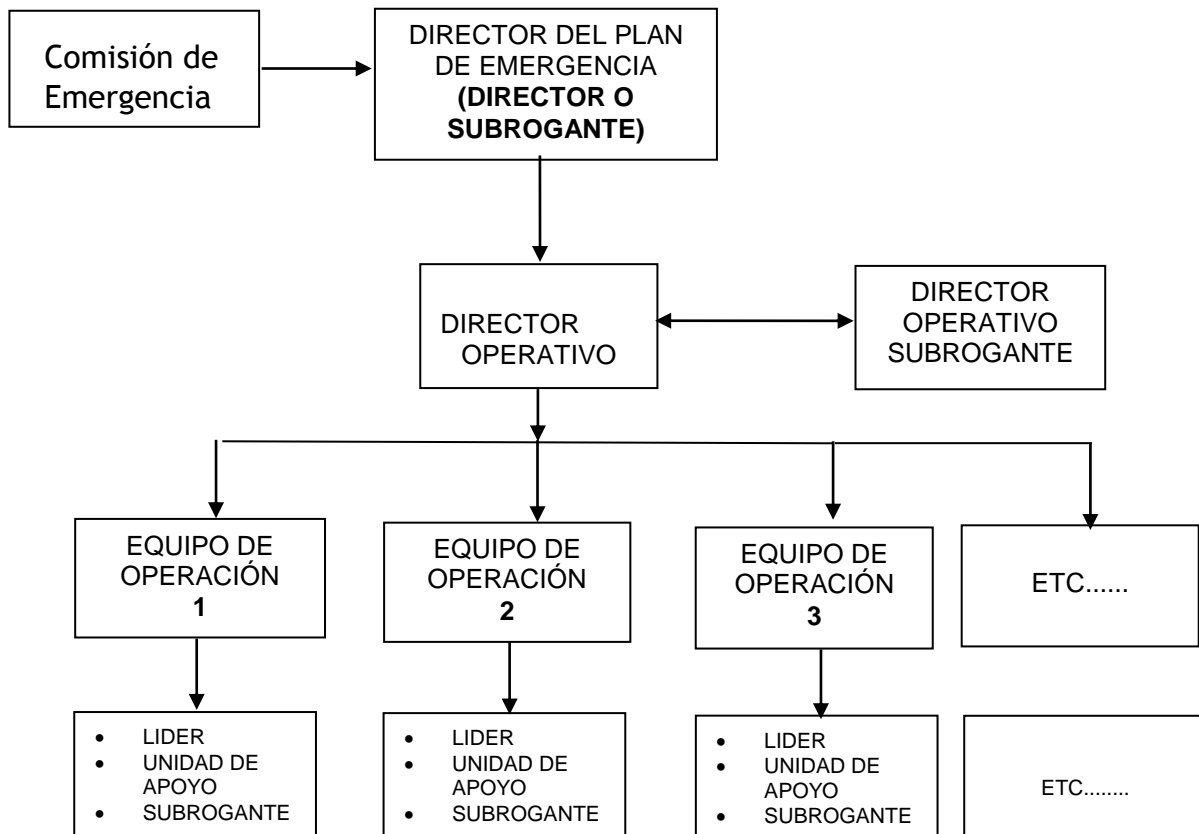 Comisión de
Emergencia
DIRECTOR DEL PLAN
DE EMERGENCIA
(DIRECTOR O
SUBROGANTE)
DIRECTOR
OPERATIVO
DIRECTOR
OPERATIVO
SUBROGANTE
EQUIPO DE
OPERACIÓN
1
EQUIPO DE
OPERACIÓN
2
EQUIPO DE
OPERACIÓN
3
ETC......
• LIDER
• UNIDAD DE
APOYO
• SUBROGANTE
• LIDER
• UNIDAD DE
APOYO
• SUBROGANTE
• LIDER
• UNIDAD DE
APOYO
• SUBROGANTE
ETC........